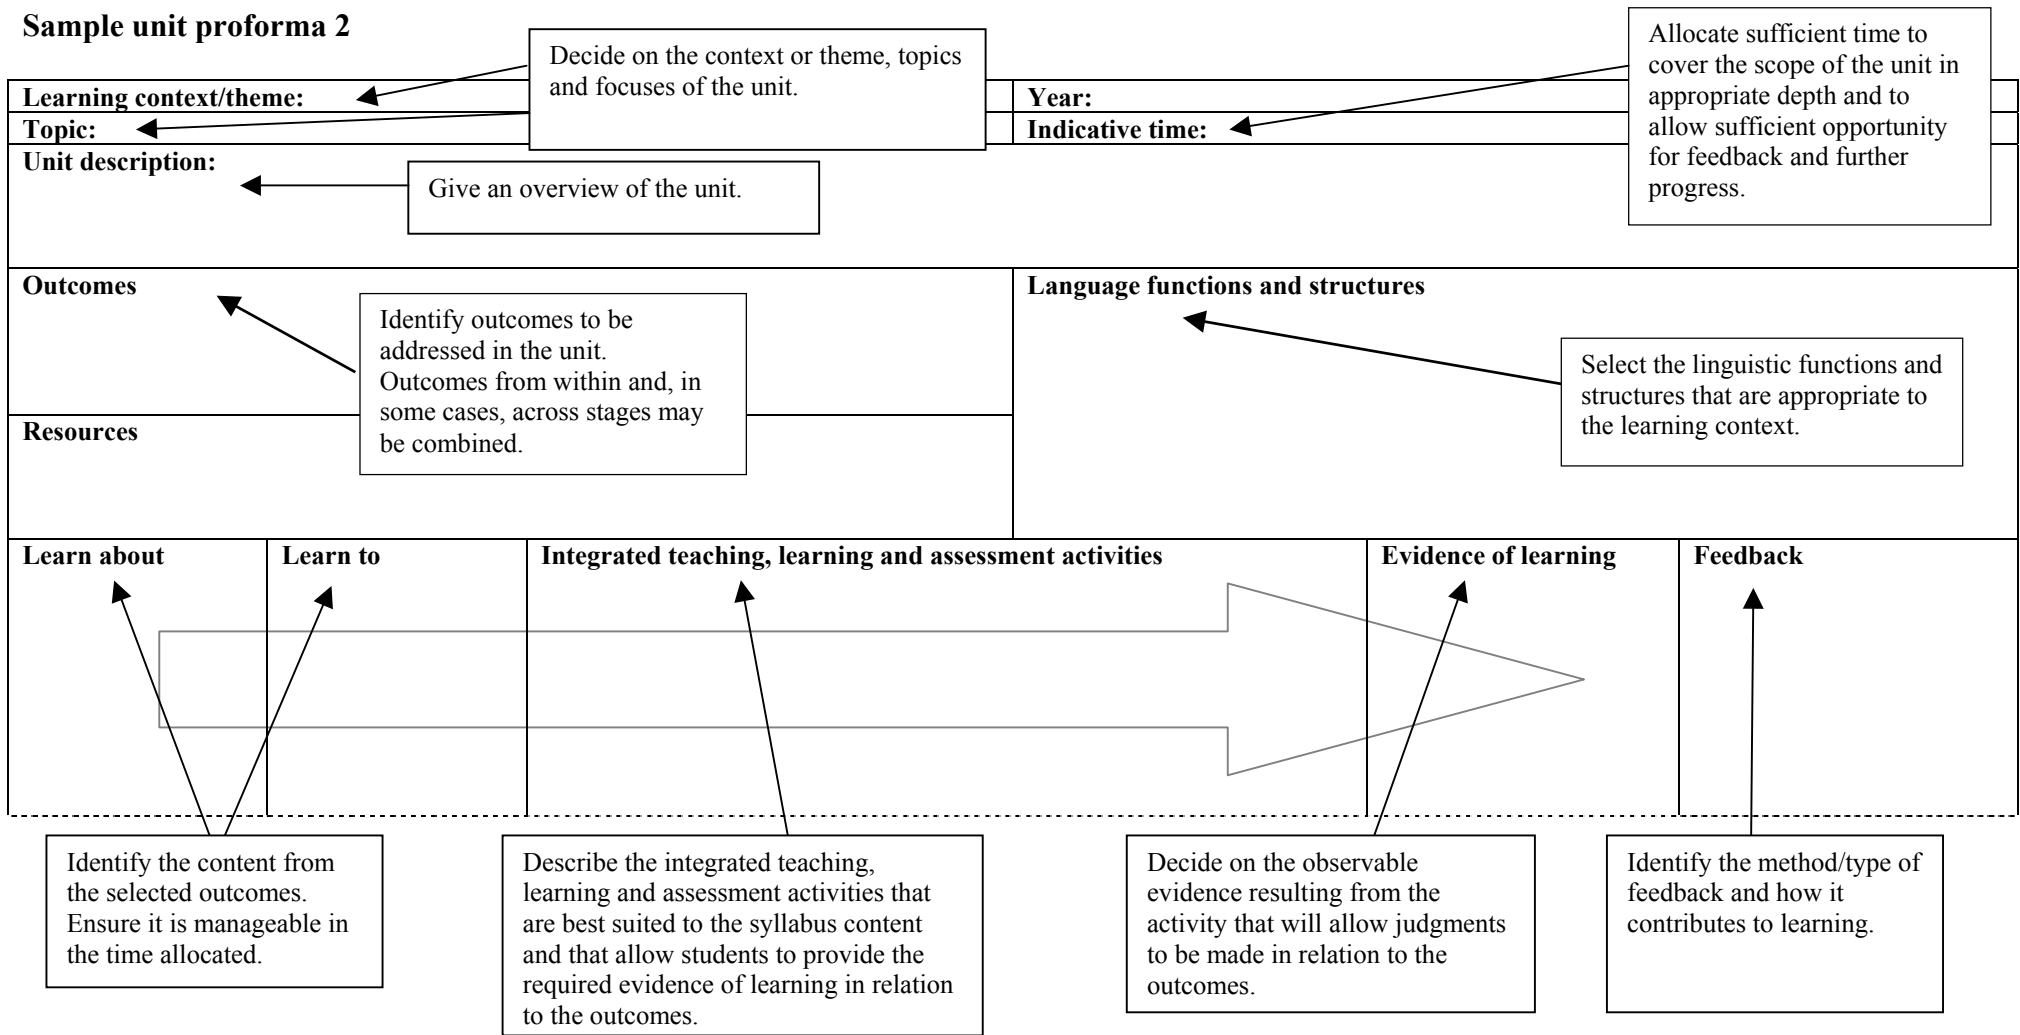 Sample unit proforma 2
Decide on the context or theme, topics
and focuses of the unit.
Allocate sufficient time to
cover the scope of the unit in
appropriate depth and to
allow sufficient opportunity
for feedback and further
progress.
Learning context/theme:
Year:
Topic:
Indicative time:
Unit description:
Give an overview of the unit.
Outcomes
Identify outcomes to be
addressed in the unit.
Outcomes from within and, in
some cases, across stages may
be combined.
Language functions and structures
Select the linguistic functions and
structures that are appropriate to
the learning context.
Resources
Learn about
Learn to
Integrated teaching, learning and assessment activities
Evidence of learning
Feedback
Identify the content from
the selected outcomes.
Ensure it is manageable in
the time allocated.
Describe the integrated teaching,
learning and assessment activities that
are best suited to the syllabus content
and that allow students to provide the
required evidence of learning in relation
to the outcomes.
Decide on the observable
evidence resulting from the
activity that will allow judgments
to be made in relation to the
outcomes.
Identify the method/type of
feedback and how it
contributes to learning.